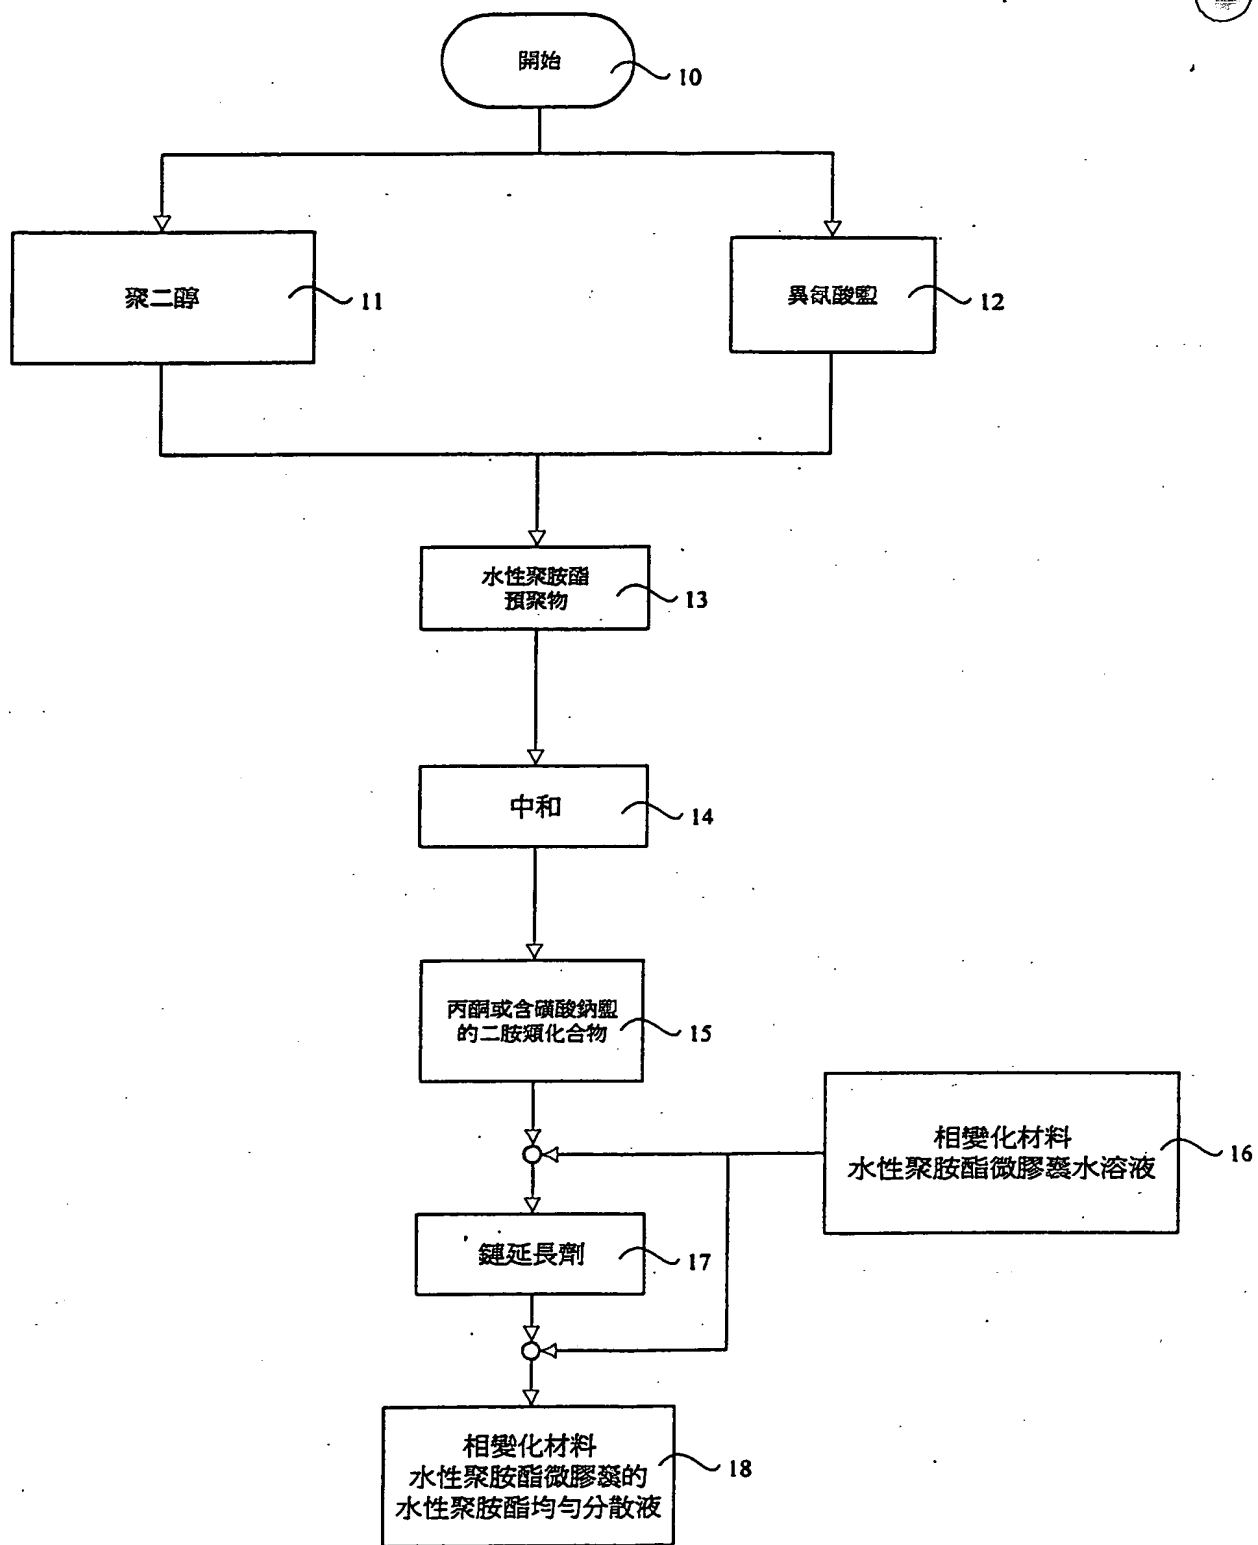 開始
10
聚二醇
11
異氰酸鹽
12
水性聚胺酯
預聚物
13
中和
14
丙酮或含磺酸鈉鹽
的二胺類化合物
15
相變化材料
水性聚胺酯微膠囊水溶液
16
鏈延長劑
17
相變化材料
水性聚胺酯微膠囊的
水性聚胺酯均勻分散液
18